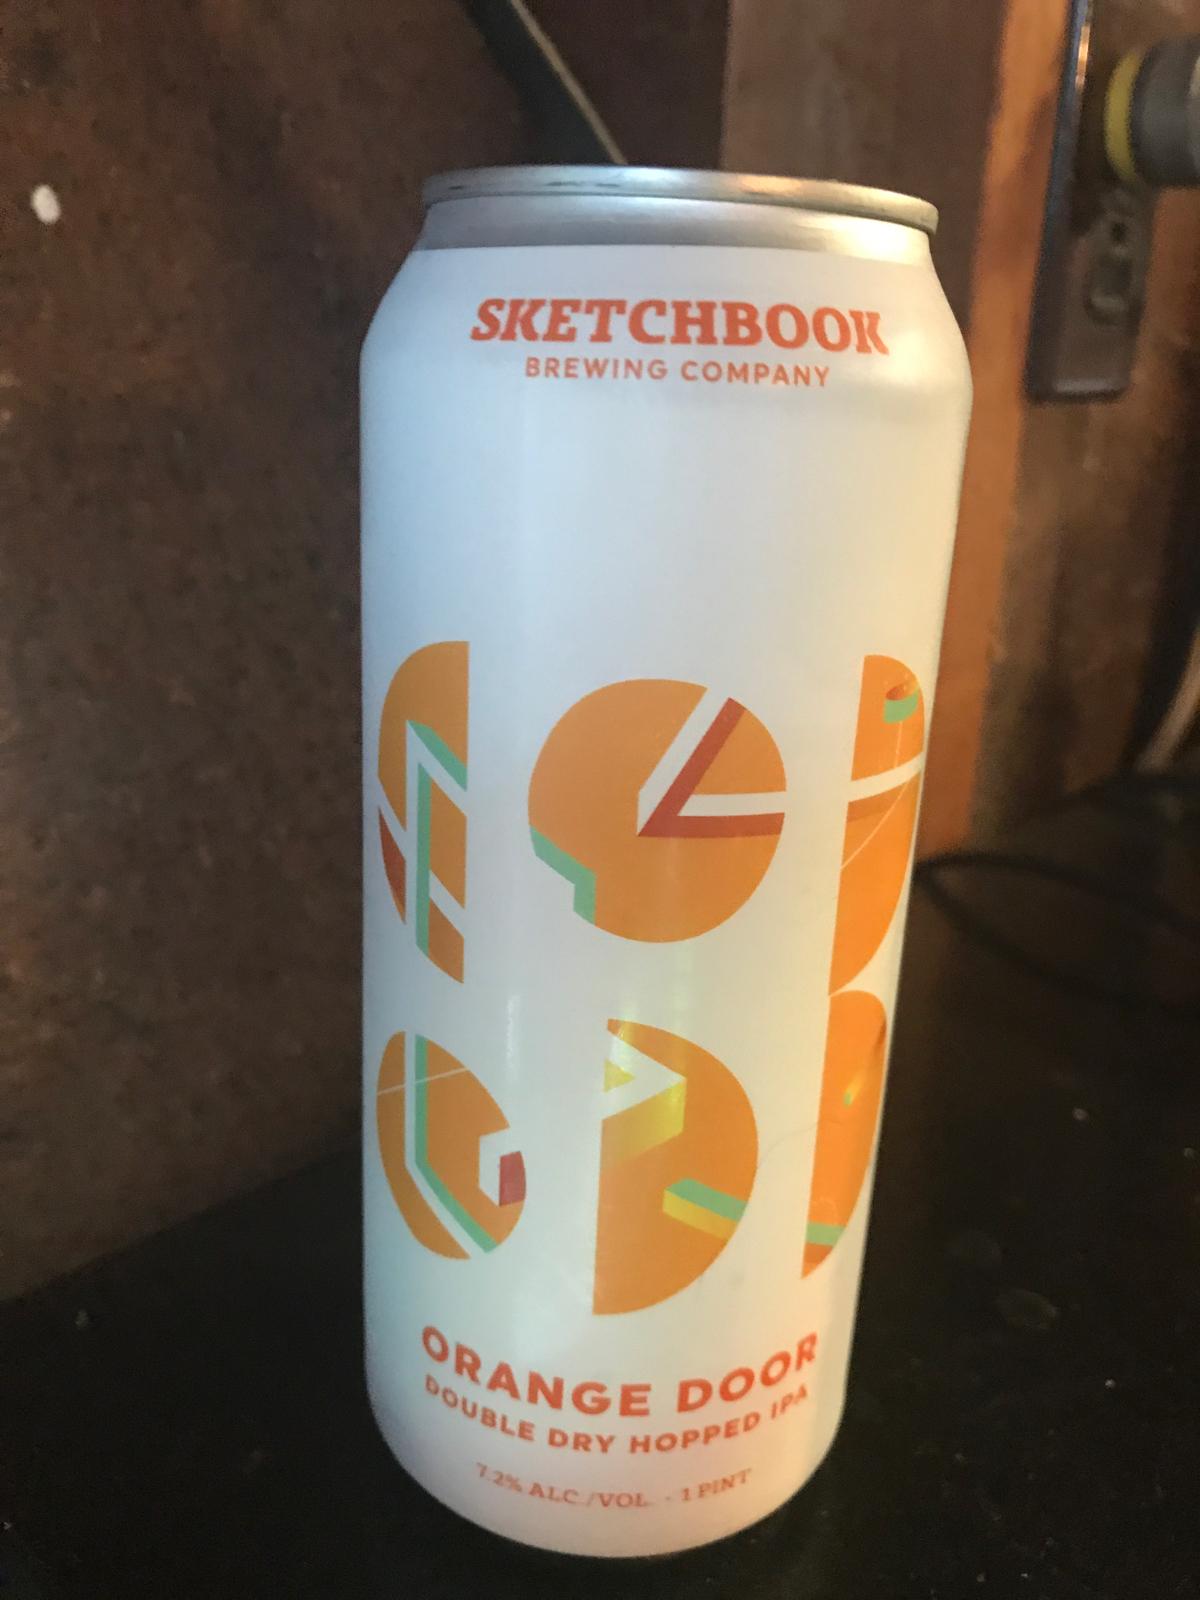 SKETCHBOOK
BREWING COMPANY
ORANGE DOOR
DOUBLE DRY HOPPED IPA
7.2% ALC./VOL. · 1 PINT